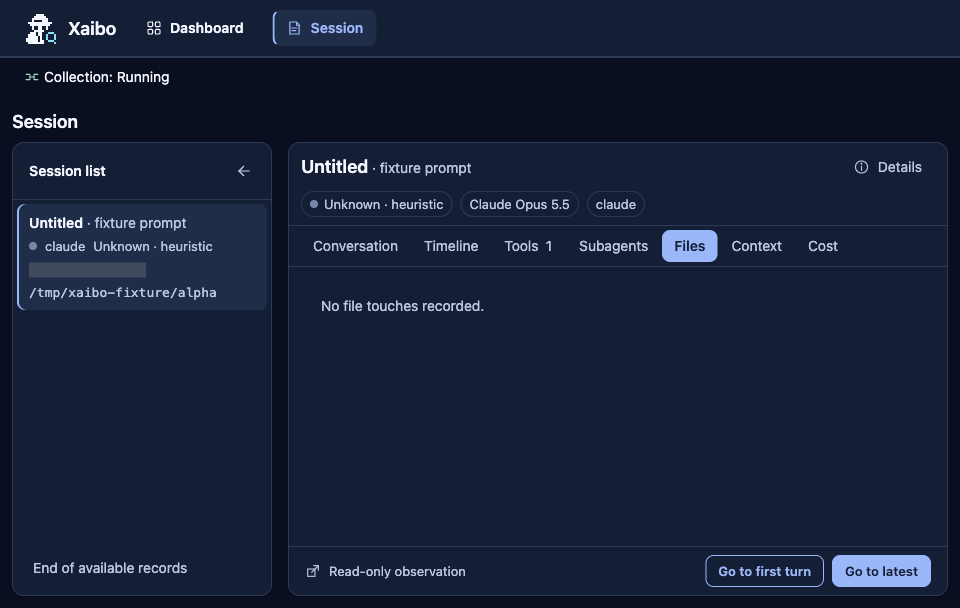 Xaibo Dashboard Session
Collection: Running
Session
Session list
Untitled · fixture prompt
claude Unknown · heuristic
/tmp/xaibo-fixture/alpha
End of available records
Untitled · fixture prompt Details
Unknown · heuristic Claude Opus 5.5 claude
Conversation Timeline Tools 1 Subagents Files Context Cost
No file touches recorded.
Read-only observation Go to first turn Go to latest